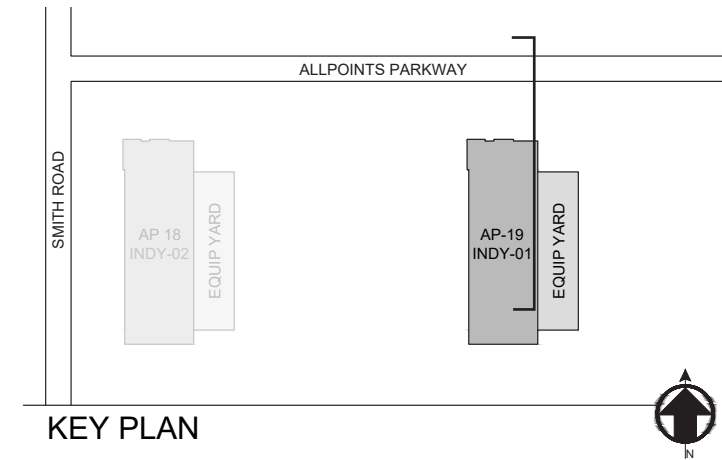 ALLPOINTS PARKWAY
SMITH ROAD
AP 18
INDY-02
EQUIP YARD
AP-19
INDY-01
EQUIP YARD
KEY PLAN
N